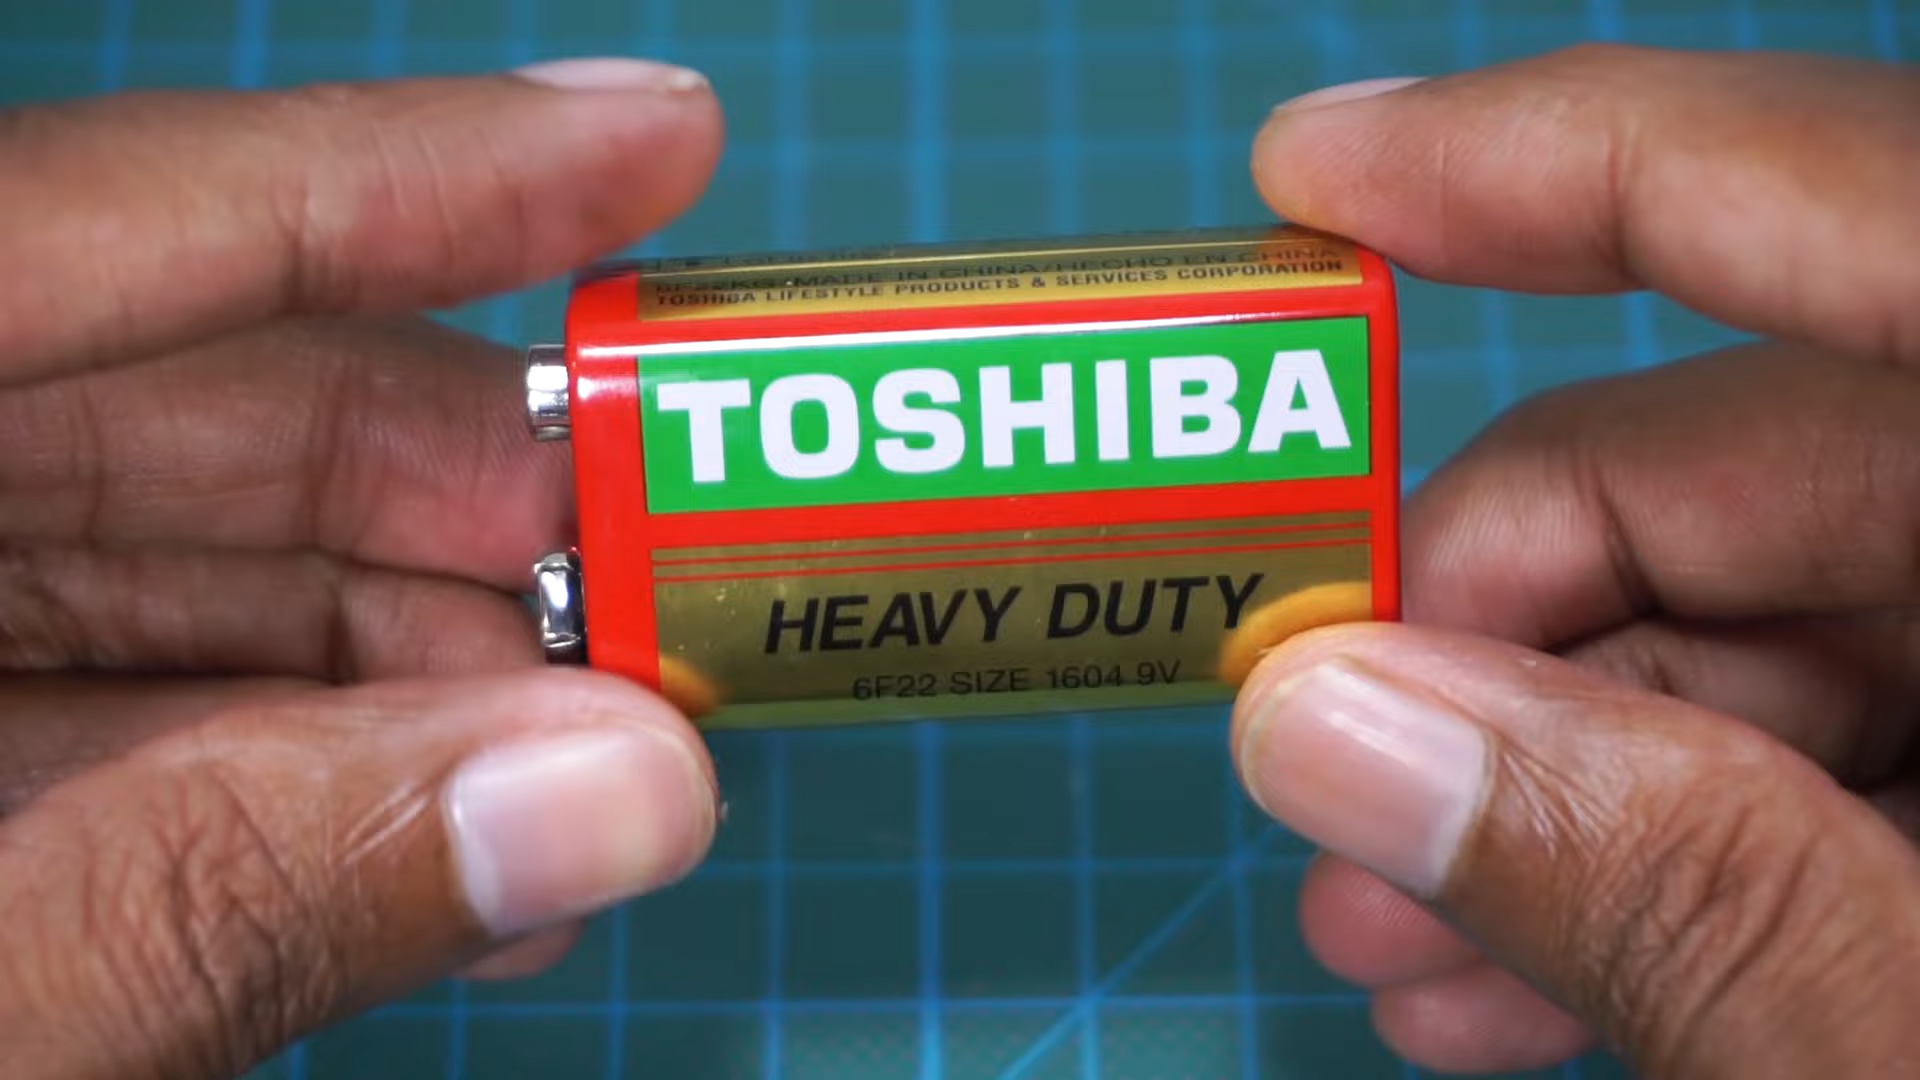 6F22KG/MADE IN CHINA/HECHO EN CHINA
TOSHIBA LIFESTYLE PRODUCTS & SERVICES CORPORATION
TOSHIBA
HEAVY DUTY
6F22 SIZE 1604 9V